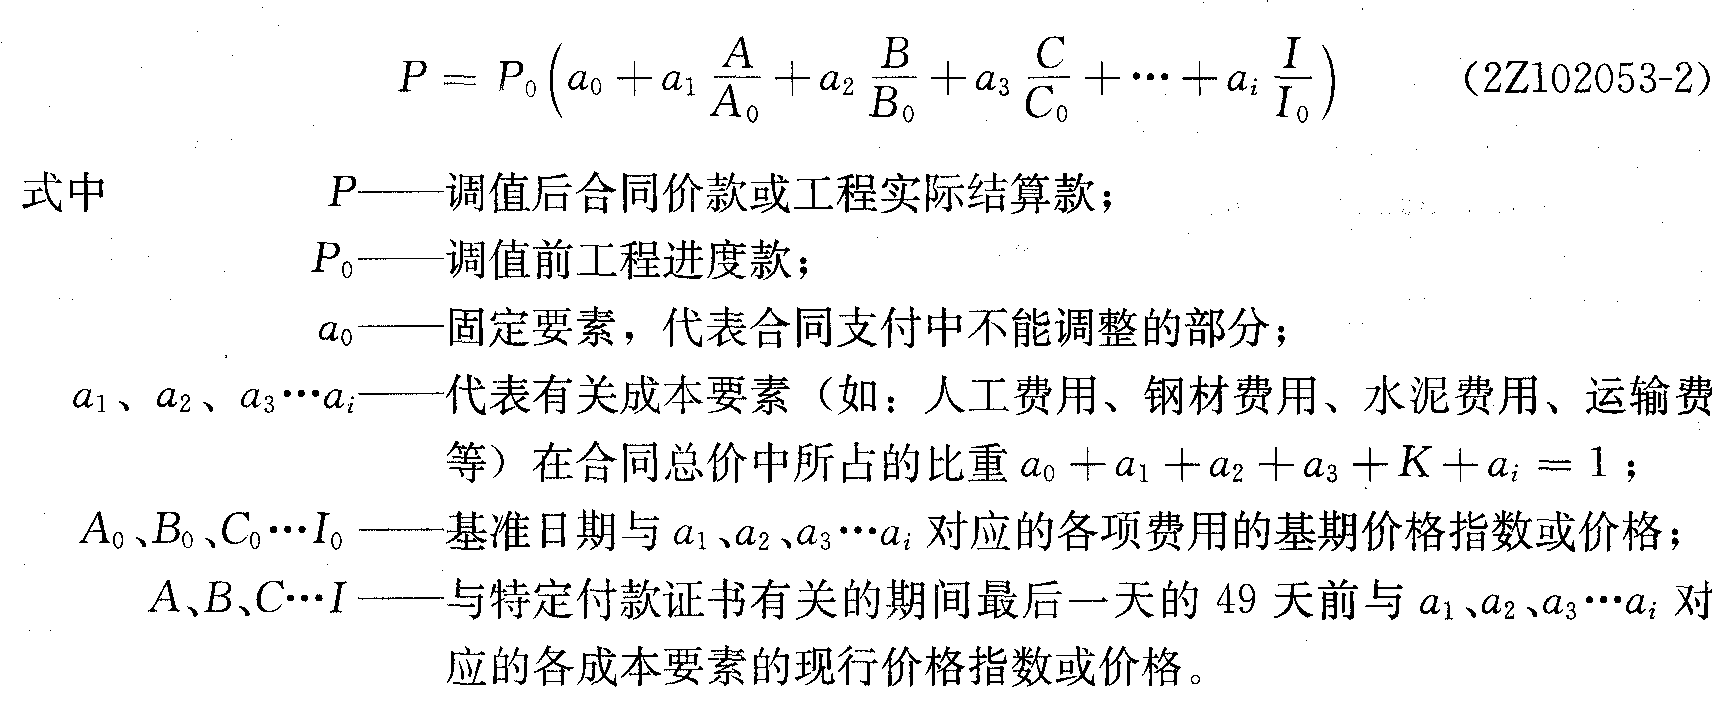 P = P₀(a₀ + a₁ A/A₀ + a₂ B/B₀ + a₃ C/C₀ + ⋯ + aᵢ I/I₀) (2Z102053-2)
式中 P——调值后合同价款或工程实际结算款；
P₀——调值前工程进度款；
a₀——固定要素，代表合同支付中不能调整的部分；
a₁、a₂、a₃⋯aᵢ——代表有关成本要素（如：人工费用、钢材费用、水泥费用、运输费
等）在合同总价中所占的比重 a₀ + a₁ + a₂ + a₃ + K + aᵢ = 1；
A₀、B₀、C₀⋯I₀——基准日期与 a₁、a₂、a₃⋯aᵢ 对应的各项费用的基期价格指数或价格；
A、B、C⋯I——与特定付款证书有关的期间最后一天的 49 天前与 a₁、a₂、a₃⋯aᵢ 对
应的各成本要素的现行价格指数或价格。